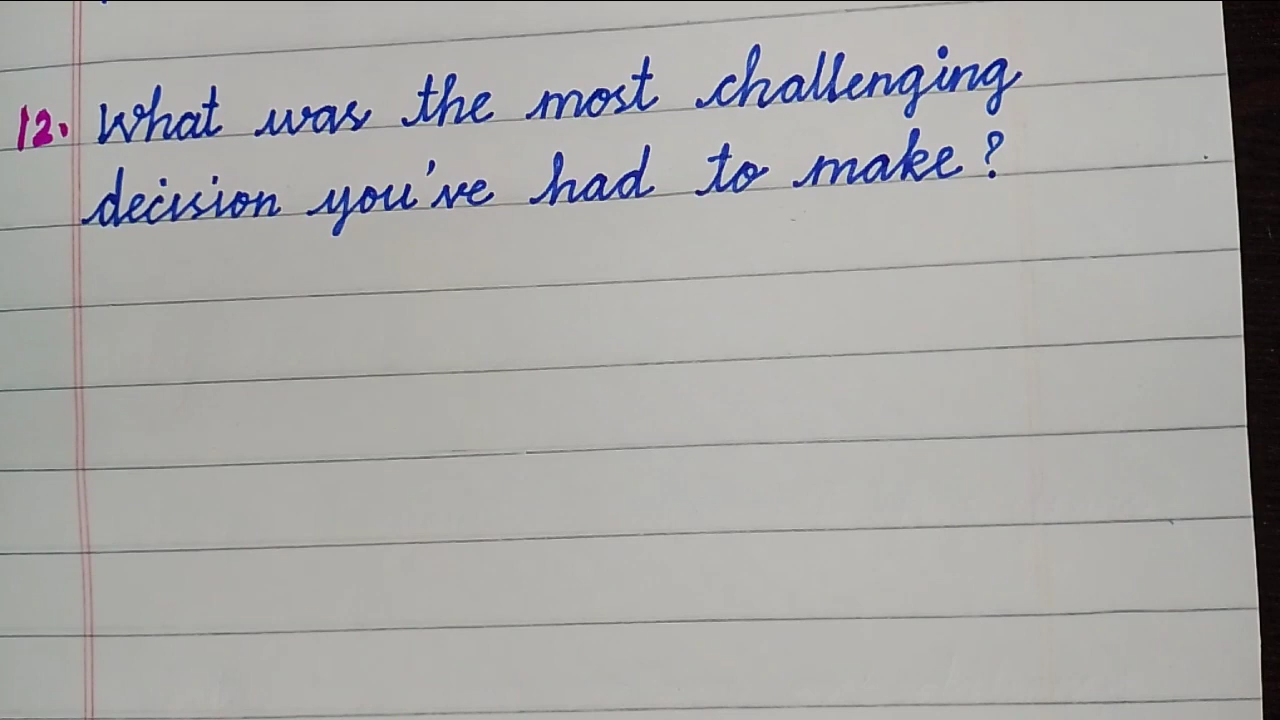 12. What was the most challenging
decision you've had to make?